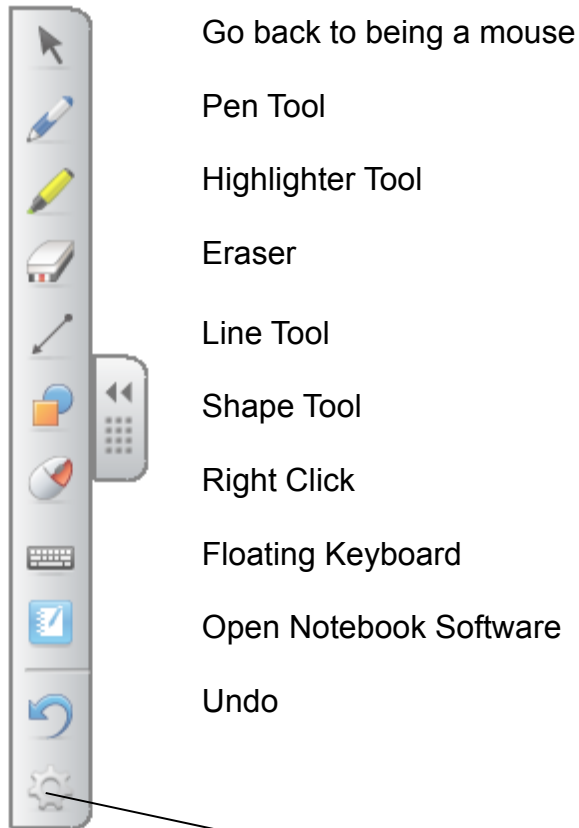 Go back to being a mouse
Pen Tool
Highlighter Tool
Eraser
Line Tool
Shape Tool
Right Click
Floating Keyboard
Open Notebook Software
Undo